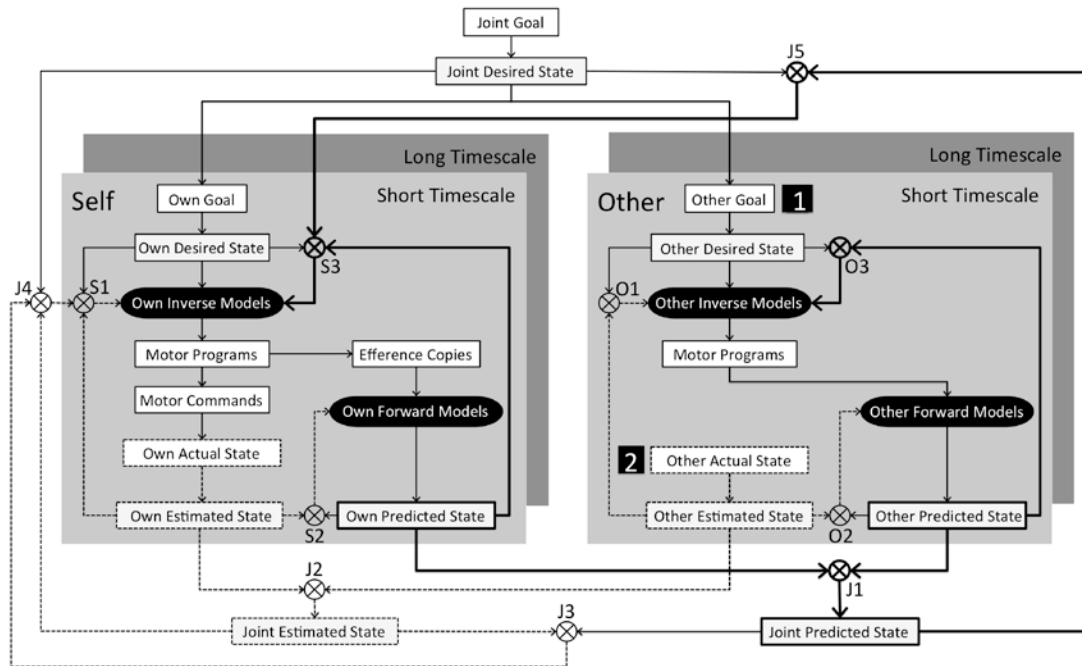 Joint Goal
J5
Joint Desired State
Long Timescale
Long Timescale
Self
Short Timescale
Other
Short Timescale
Own Goal
Other Goal
1
Own Desired State
Other Desired State
S3
O3
J4
S1
O1
Own Inverse Models
Other Inverse Models
Motor Programs
Efference Copies
Motor Programs
Motor Commands
Own Forward Models
Other Forward Models
Own Actual State
2
Other Actual State
Own Estimated State
S2
Own Predicted State
Other Estimated State
O2
Other Predicted State
J2
J1
J3
Joint Estimated State
Joint Predicted State